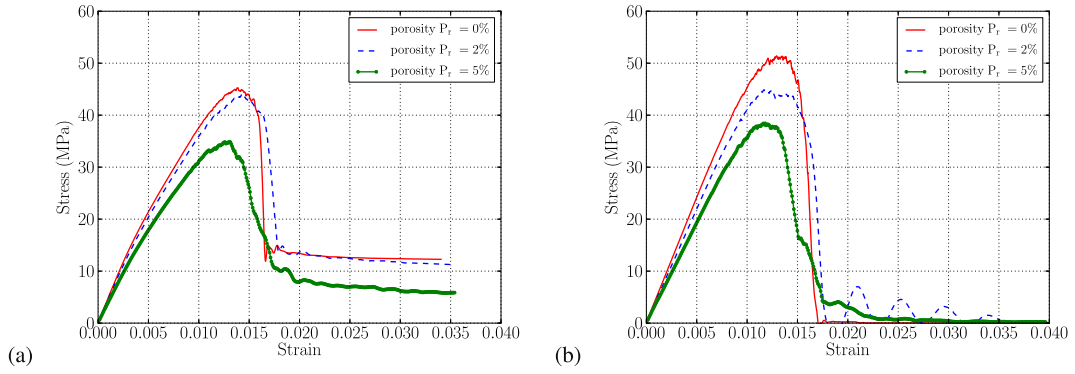 60
50
40
30
20
10
0
0.000 0.005 0.010 0.015 0.020 0.025 0.030 0.035 0.040
Stress (MPa)
Strain
porosity Pr = 0%
porosity Pr = 2%
porosity Pr = 5%
(a)
60
50
40
30
20
10
0
0.000 0.005 0.010 0.015 0.020 0.025 0.030 0.035 0.040
Stress (MPa)
Strain
porosity Pr = 0%
porosity Pr = 2%
porosity Pr = 5%
(b)